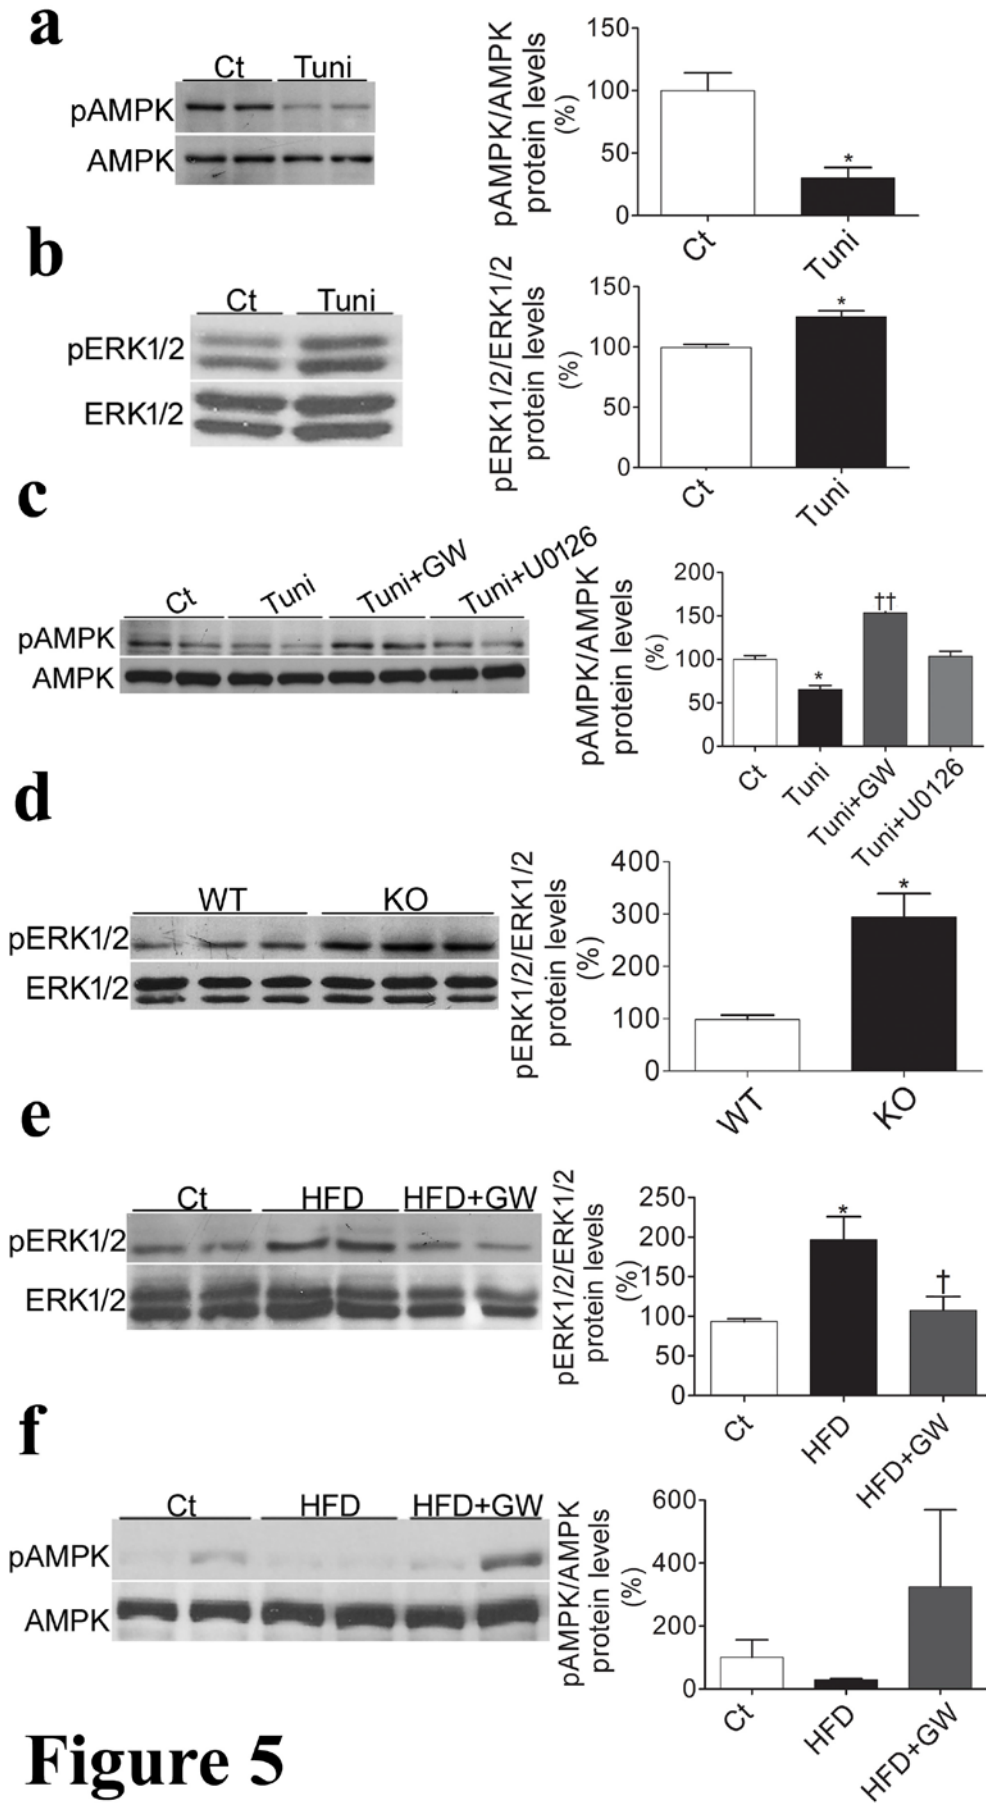 a
Ct Tuni
pAMPK
AMPK
pAMPK/AMPK
protein levels
(%)
150
100
50
0
*
Ct
Tuni
b
Ct Tuni
pERK1/2
ERK1/2
pERK1/2/ERK1/2
protein levels
(%)
150
100
50
0
*
Ct
Tuni
c
Ct Tuni Tuni+GW Tuni+U0126
pAMPK
AMPK
pAMPK/AMPK
protein levels
(%)
200
150
100
50
0
*
††
Ct
Tuni
Tuni+GW
Tuni+U0126
d
WT KO
pERK1/2
ERK1/2
pERK1/2/ERK1/2
protein levels
(%)
400
300
200
100
0
*
WT
KO
e
Ct HFD HFD+GW
pERK1/2
ERK1/2
pERK1/2/ERK1/2
protein levels
(%)
250
200
150
100
50
0
*
†
Ct
HFD
HFD+GW
f
Ct HFD HFD+GW
pAMPK
AMPK
pAMPK/AMPK
protein levels
(%)
600
400
200
0
Ct
HFD
HFD+GW
Figure 5